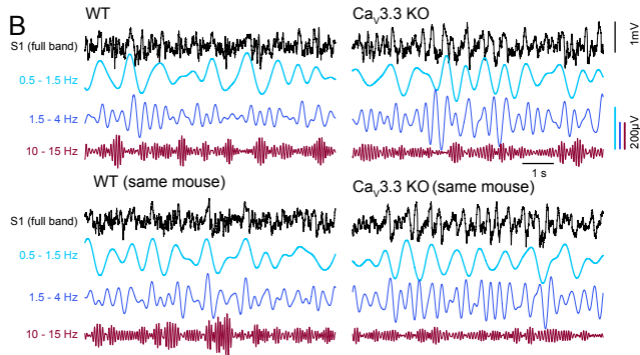 B
WT
Ca_V3.3 KO
S1 (full band)
0.5 - 1.5 Hz
1.5 - 4 Hz
10 - 15 Hz
1mV
200µV
1 s
WT (same mouse)
Ca_V3.3 KO (same mouse)
S1 (full band)
0.5 - 1.5 Hz
1.5 - 4 Hz
10 - 15 Hz